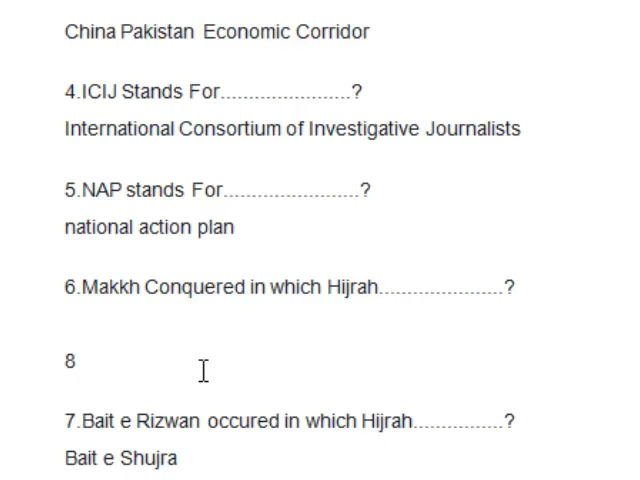 China Pakistan Economic Corridor
4.ICIJ Stands For.......................?
International Consortium of Investigative Journalists
5.NAP stands For........................?
national action plan
6.Makkh Conquered in which Hijrah......................?
8
7.Bait e Rizwan occured in which Hijrah................?
Bait e Shujra